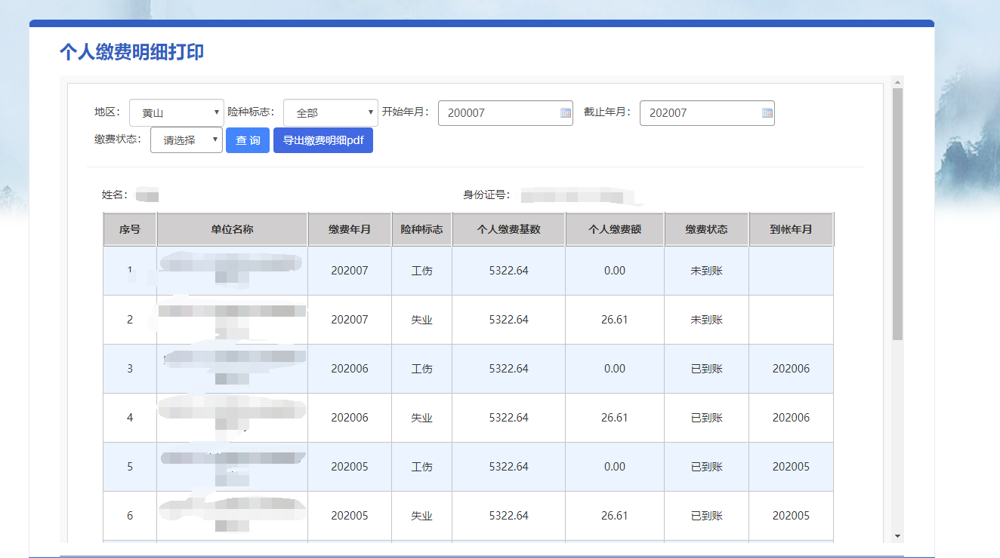 个人缴费明细打印
地区： 黄山 险种标志： 全部 开始年月： 200007 截止年月： 202007
缴费状态： 请选择 查 询 导出缴费明细pdf
姓名： 身份证号：
序号 单位名称 缴费年月 险种标志 个人缴费基数 个人缴费额 缴费状态 到帐年月
1 202007 工伤 5322.64 0.00 未到账
2 202007 失业 5322.64 26.61 未到账
3 202006 工伤 5322.64 0.00 已到账 202006
4 202006 失业 5322.64 26.61 已到账 202006
5 202005 工伤 5322.64 0.00 已到账 202005
6 202005 失业 5322.64 26.61 已到账 202005